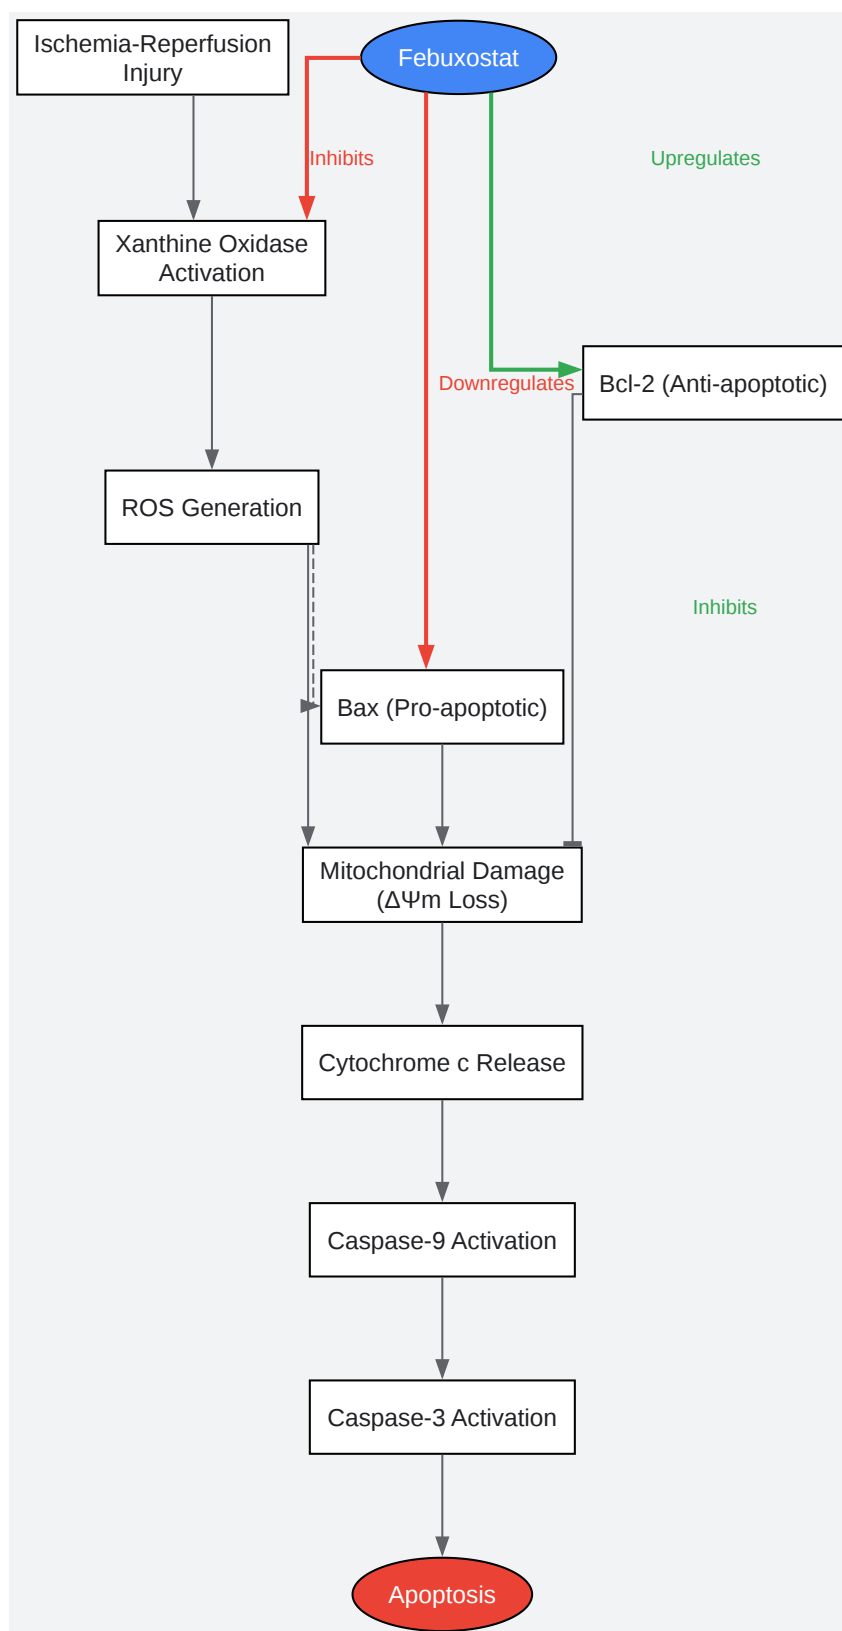 Ischemia-Reperfusion
Injury
Febuxostat
Inhibits
Upregulates
Xanthine Oxidase
Activation
Downregulates
Bcl-2 (Anti-apoptotic)
ROS Generation
Inhibits
Bax (Pro-apoptotic)
Mitochondrial Damage
(ΔΨm Loss)
Cytochrome c Release
Caspase-9 Activation
Caspase-3 Activation
Apoptosis